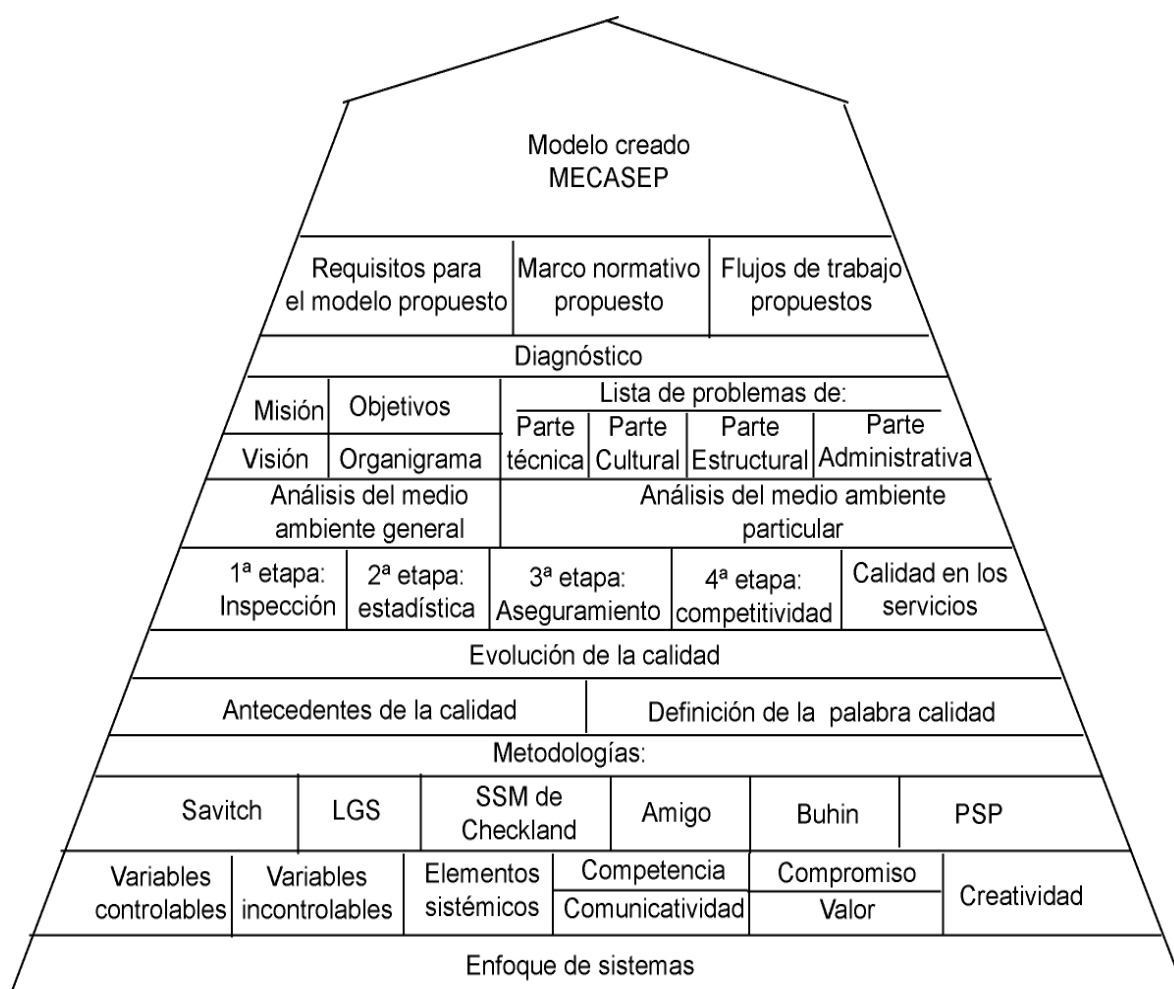 Modelo creado
MECASEP
Requisitos para
el modelo propuesto
Marco normativo
propuesto
Flujos de trabajo
propuestos
Diagnóstico
Misión
Objetivos
Visión
Organigrama
Lista de problemas de:
Parte
técnica
Parte
Cultural
Parte
Estructural
Parte
Administrativa
Análisis del medio
ambiente general
Análisis del medio ambiente
particular
1ª etapa:
Inspección
2ª etapa:
estadística
3ª etapa:
Aseguramiento
4ª etapa:
competitividad
Calidad en los
servicios
Evolución de la calidad
Antecedentes de la calidad
Definición de la palabra calidad
Metodologías:
Savitch
LGS
SSM de
Checkland
Amigo
Buhin
PSP
Variables
controlables
Variables
incontrolables
Elementos
sistémicos
Competencia
Comunicatividad
Compromiso
Valor
Creatividad
Enfoque de sistemas